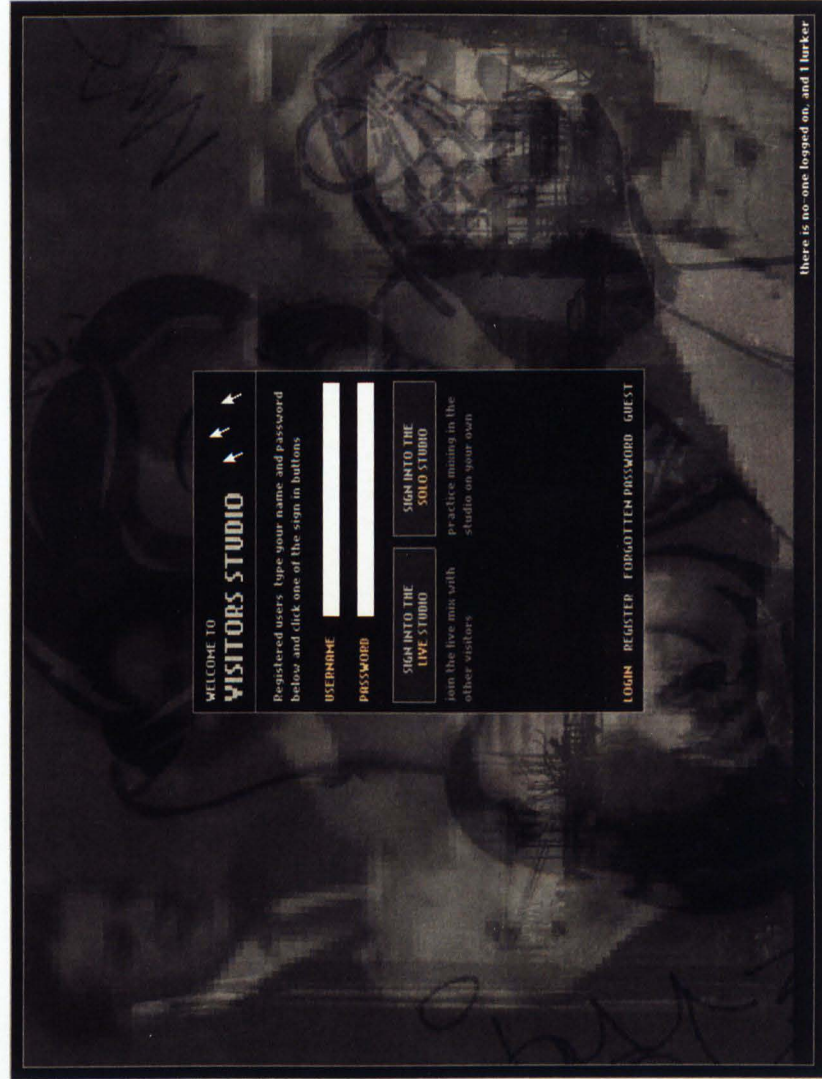 WELCOME TO
VISITORS STUDIO
Registered users type your name and password
below and click one of the sign in buttons
USERNAME
PASSWORD
SIGN INTO THE
LIVE STUDIO
SIGN INTO THE
SOLO STUDIO
join the live mix with
other visitors
practice mixing in the
studio on your own
LOGIN REGISTER FORGOTTEN PASSWORD GUEST
there is no-one logged on, and 1 lurker